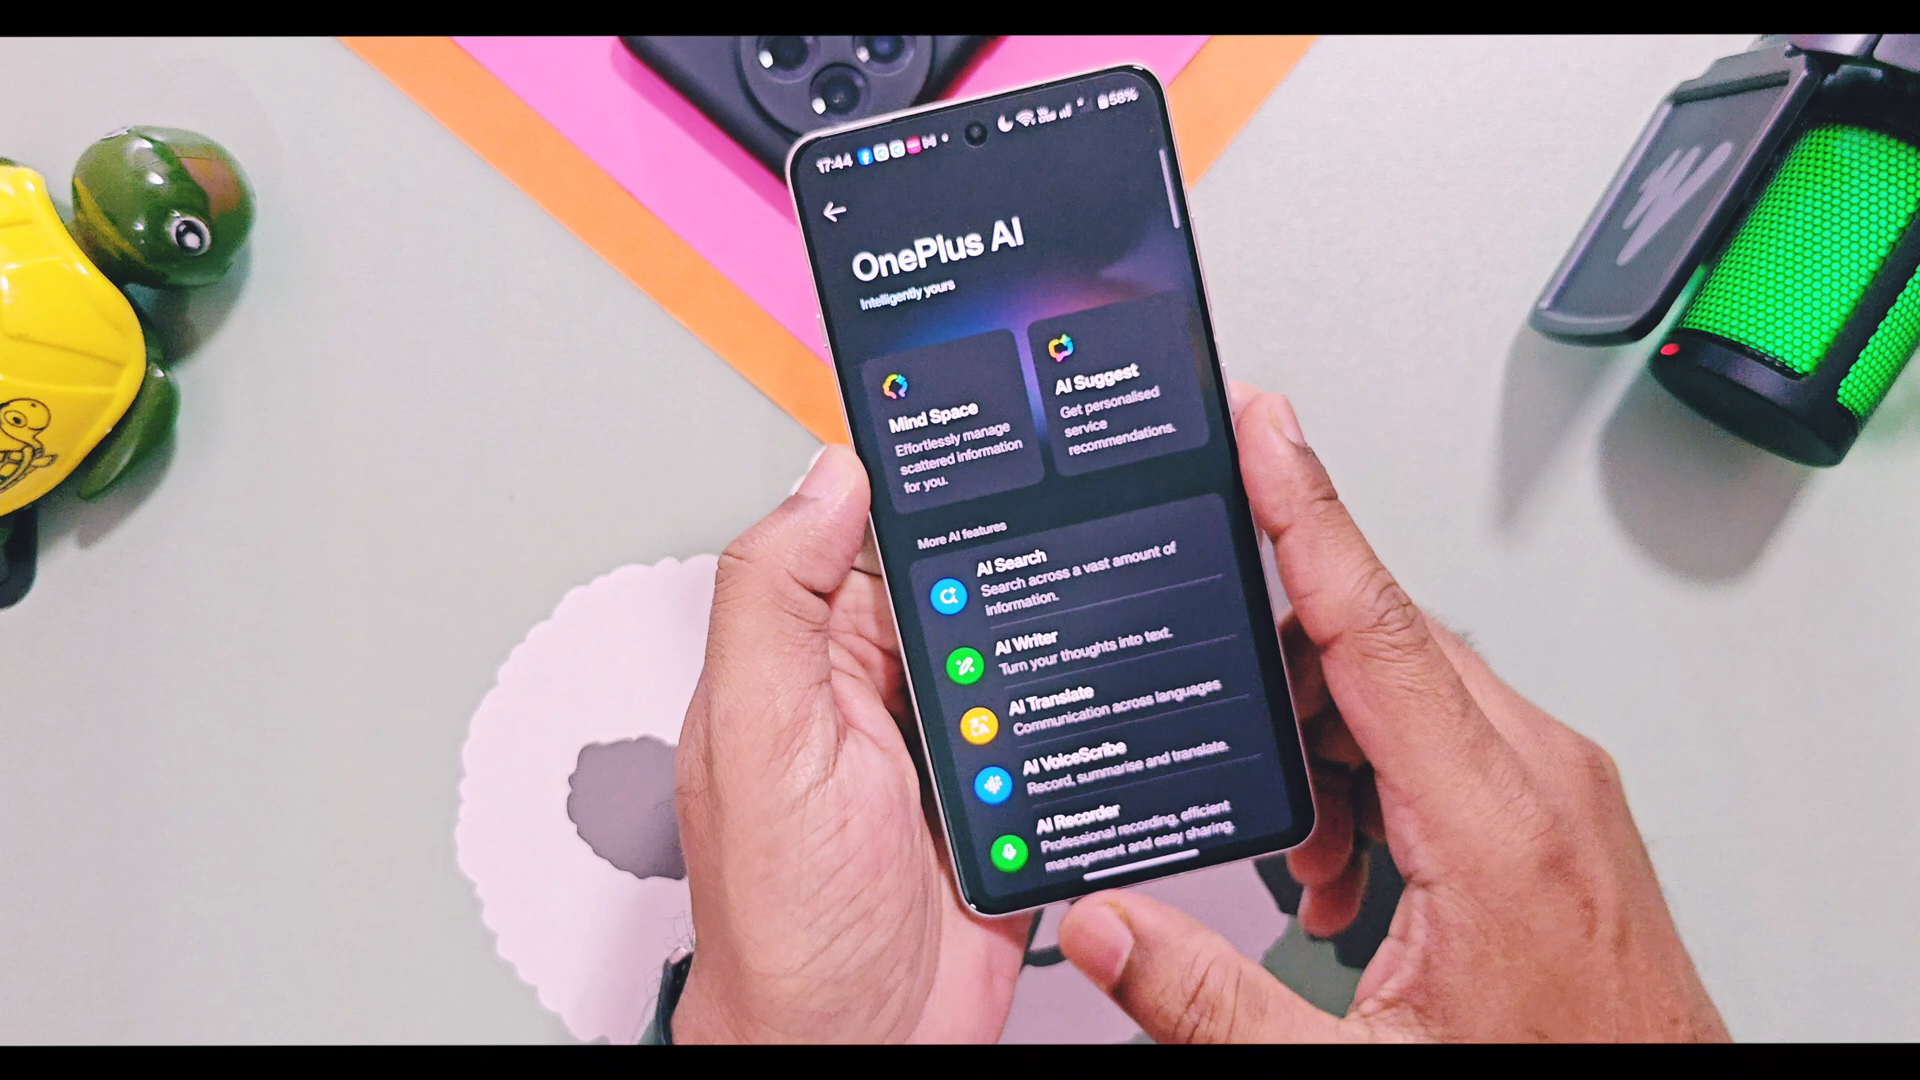 17:44
58%
OnePlus AI
Intelligently yours
Mind Space
Effortlessly manage
scattered information
for you.
AI Suggest
Get personalised
service
recommendations.
More AI features
AI Search
Search across a vast amount of
information.
AI Writer
Turn your thoughts into text.
AI Translate
Communication across languages
AI VoiceScribe
Record, summarise and translate.
AI Recorder
Professional recording, efficient
management and easy sharing.